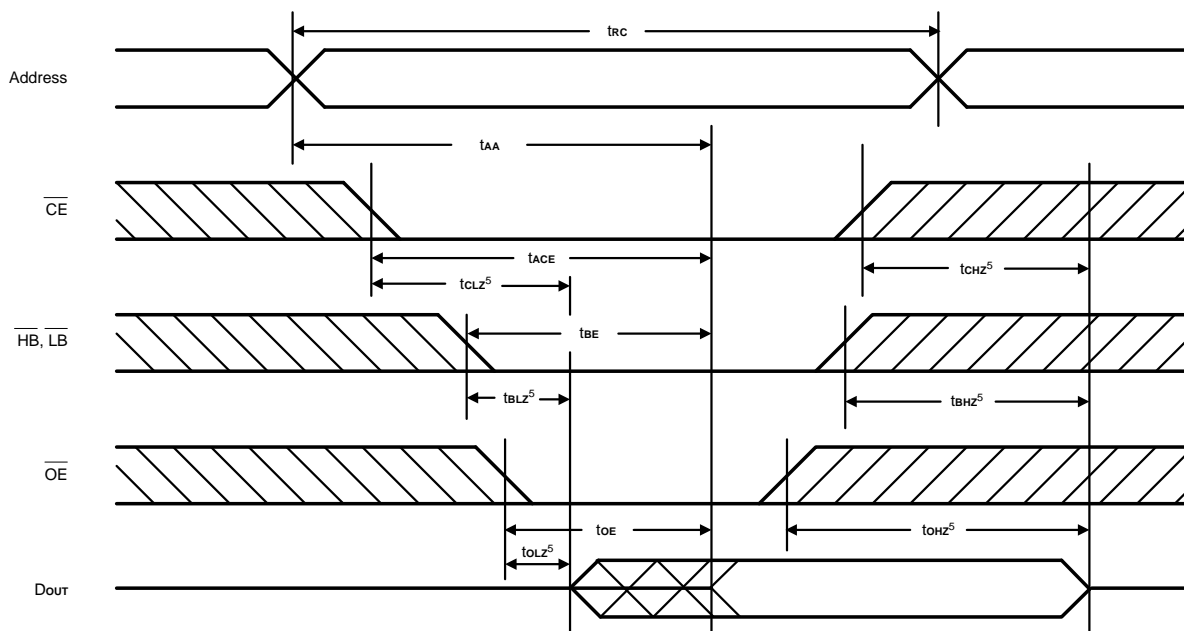 tRC
Address
tAA
CE
tACE
tCLZ5
tCHZ5
HB, LB
tBE
tBLZ5
tBHZ5
OE
tOE
tOHZ5
tOLZ5
DOUT